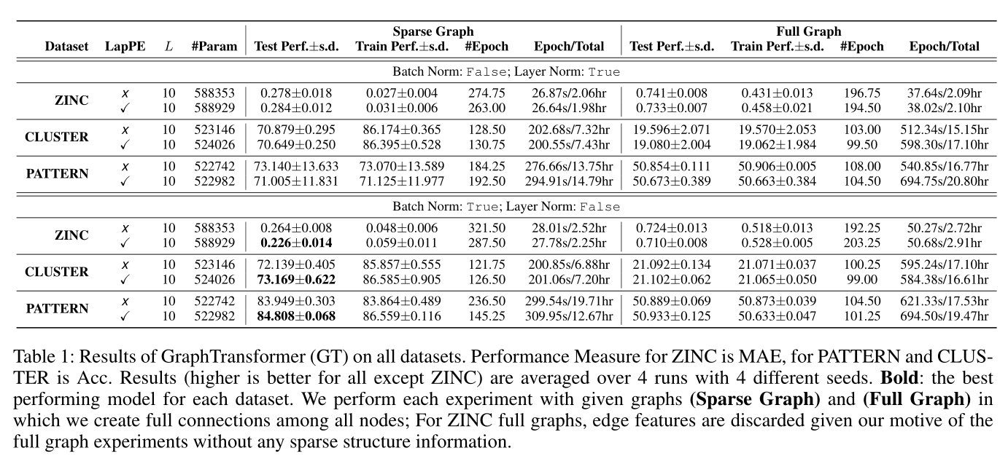 Sparse Graph Full Graph
Dataset LapPE L #Param Test Perf.±s.d. Train Perf.±s.d. #Epoch Epoch/Total Test Perf.±s.d. Train Perf.±s.d. #Epoch Epoch/Total
Batch Norm: False; Layer Norm: True
ZINC ✗ 10 588353 0.278±0.018 0.027±0.004 274.75 26.87s/2.06hr 0.741±0.008 0.431±0.013 196.75 37.64s/2.09hr
✓ 10 588929 0.284±0.012 0.031±0.006 263.00 26.64s/1.98hr 0.733±0.007 0.458±0.021 194.50 38.02s/2.10hr
CLUSTER ✗ 10 523146 70.879±0.295 86.174±0.365 128.50 202.68s/7.32hr 19.596±2.071 19.570±2.053 103.00 512.34s/15.15hr
✓ 10 524026 70.649±0.250 86.395±0.528 130.75 200.55s/7.43hr 19.080±2.004 19.062±1.984 99.50 598.30s/17.10hr
PATTERN ✗ 10 522742 73.140±13.633 73.070±13.589 184.25 276.66s/13.75hr 50.854±0.111 50.906±0.005 108.00 540.85s/16.77hr
✓ 10 522982 71.005±11.831 71.125±11.977 192.50 294.91s/14.79hr 50.673±0.389 50.663±0.384 104.50 694.75s/20.80hr
Batch Norm: True; Layer Norm: False
ZINC ✗ 10 588353 0.264±0.008 0.048±0.006 321.50 28.01s/2.52hr 0.724±0.013 0.518±0.013 192.25 50.27s/2.72hr
✓ 10 588929 0.226±0.014 0.059±0.011 287.50 27.78s/2.25hr 0.710±0.008 0.528±0.005 203.25 50.68s/2.91hr
CLUSTER ✗ 10 523146 72.139±0.405 85.857±0.555 121.75 200.85s/6.88hr 21.092±0.134 21.071±0.037 100.25 595.24s/17.10hr
✓ 10 524026 73.169±0.622 86.585±0.905 126.50 201.06s/7.20hr 21.102±0.062 21.065±0.050 99.00 584.38s/16.61hr
PATTERN ✗ 10 522742 83.949±0.303 83.864±0.489 236.50 299.54s/19.71hr 50.889±0.069 50.873±0.039 104.50 621.33s/17.53hr
✓ 10 522982 84.808±0.068 86.559±0.116 145.25 309.95s/12.67hr 50.933±0.125 50.633±0.047 101.25 694.50s/19.47hr
Table 1: Results of GraphTransformer (GT) on all datasets. Performance Measure for ZINC is MAE, for PATTERN and CLUS-
TER is Acc. Results (higher is better for all except ZINC) are averaged over 4 runs with 4 different seeds. Bold: the best
performing model for each dataset. We perform each experiment with given graphs (Sparse Graph) and (Full Graph) in
which we create full connections among all nodes; For ZINC full graphs, edge features are discarded given our motive of the
full graph experiments without any sparse structure information.